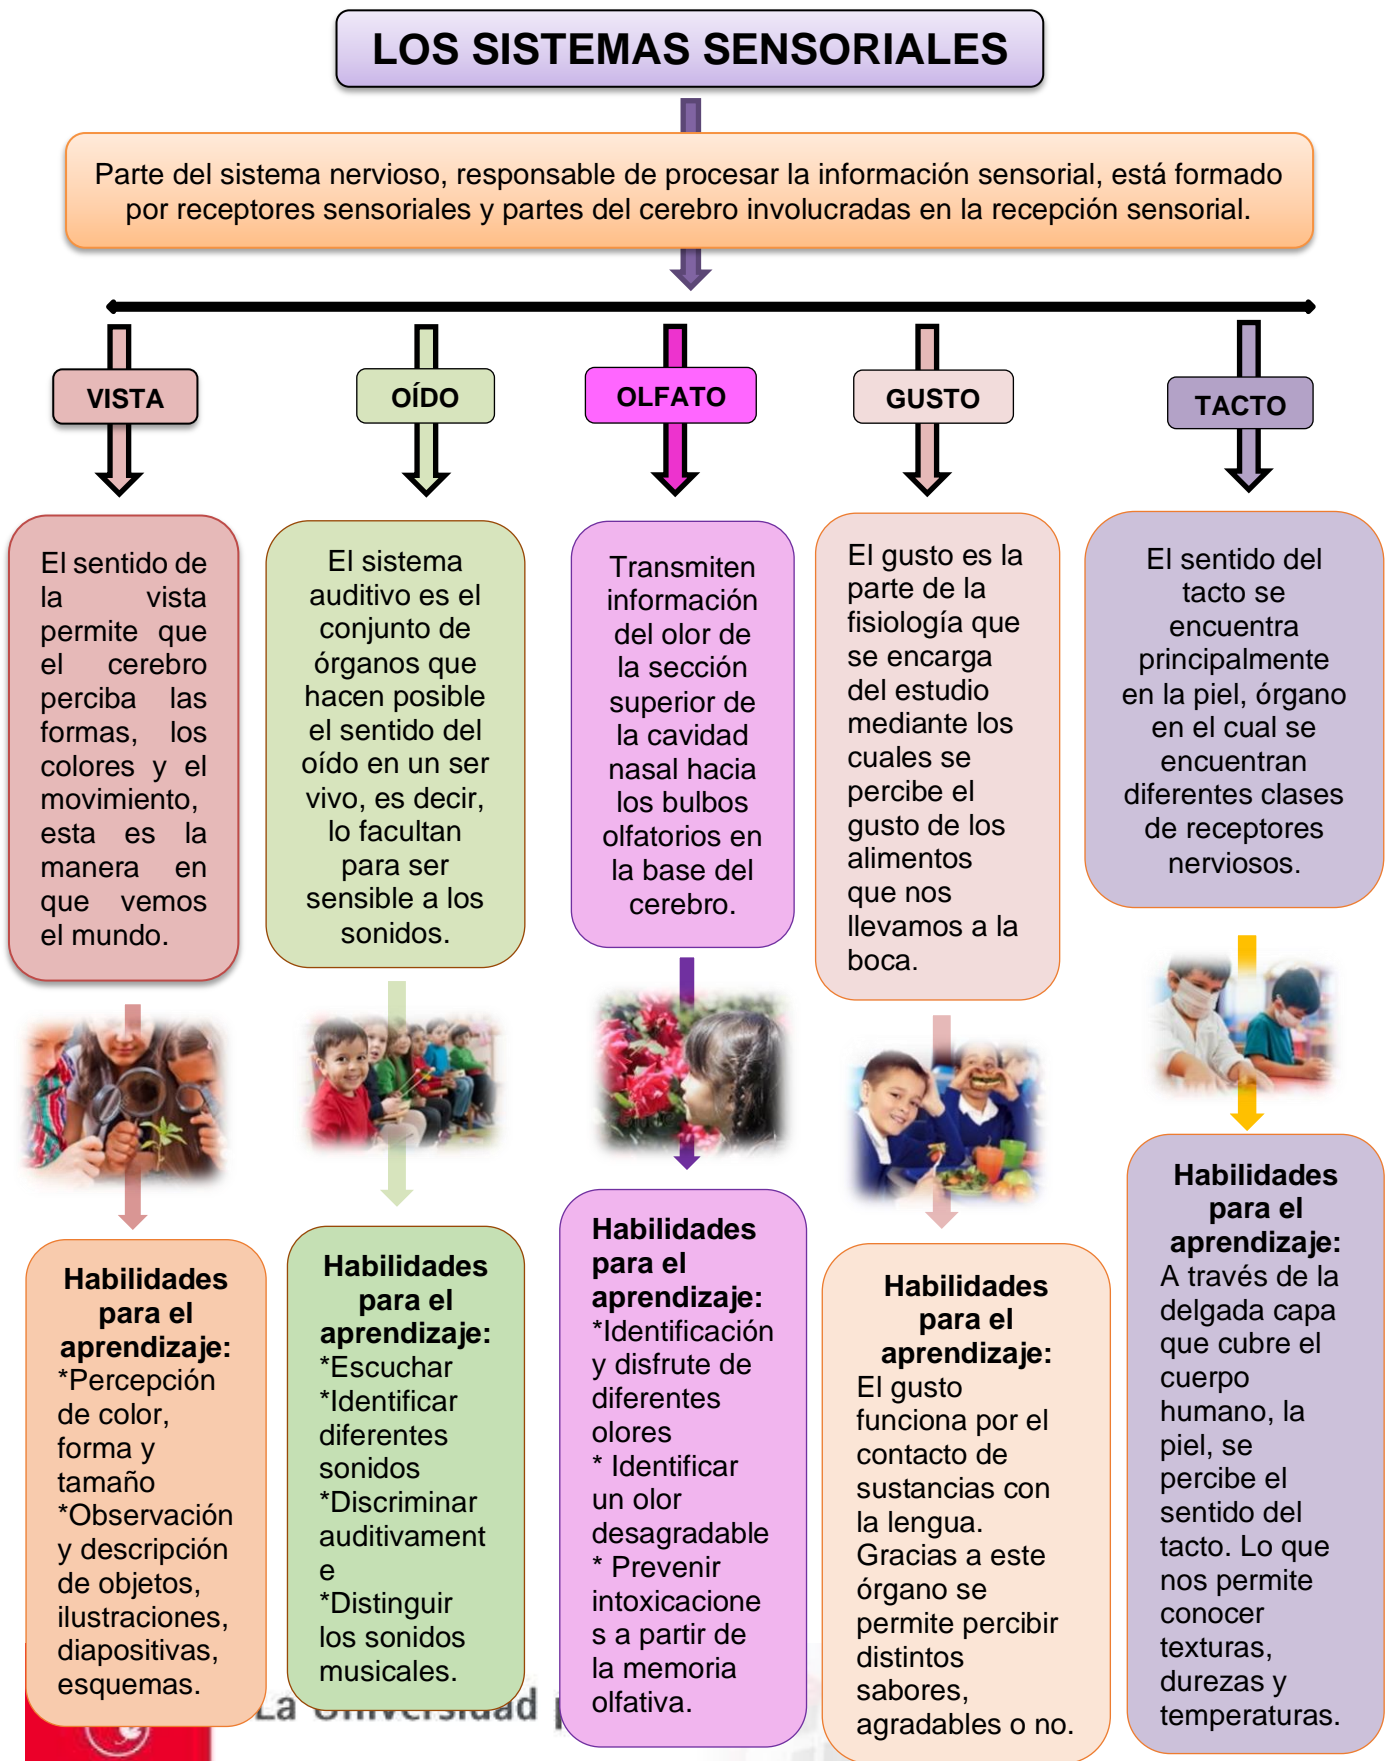 LOS SISTEMAS SENSORIALES
Parte del sistema nervioso, responsable de procesar la información sensorial, está formado
por receptores sensoriales y partes del cerebro involucradas en la recepción sensorial.
VISTA
OÍDO
OLFATO
GUSTO
TACTO
El sentido de
la vista
permite que
el cerebro
perciba las
formas, los
colores y el
movimiento,
esta es la
manera en
que vemos
el mundo.
El sistema
auditivo es el
conjunto de
órganos que
hacen posible
el sentido del
oído en un ser
vivo, es decir,
lo facultan
para ser
sensible a los
sonidos.
Transmiten
información
del olor de
la sección
superior de
la cavidad
nasal hacia
los bulbos
olfatorios en
la base del
cerebro.
El gusto es la
parte de la
fisiología que
se encarga
del estudio
mediante los
cuales se
percibe el
gusto de los
alimentos
que nos
llevamos a la
boca.
El sentido del
tacto se
encuentra
principalmente
en la piel, órgano
en el cual se
encuentran
diferentes clases
de receptores
nerviosos.
Habilidades
para el
aprendizaje:
*Percepción
de color,
forma y
tamaño
*Observación
y descripción
de objetos,
ilustraciones,
diapositivas,
esquemas.
Habilidades
para el
aprendizaje:
*Escuchar
*Identificar
diferentes
sonidos
*Discriminar
auditivament
e
*Distinguir
los sonidos
musicales.
Habilidades
para el
aprendizaje:
*Identificación
y disfrute de
diferentes
olores
* Identificar
un olor
desagradable
* Prevenir
intoxicacione
s a partir de
la memoria
olfativa.
Habilidades
para el
aprendizaje:
El gusto
funciona por el
contacto de
sustancias con
la lengua.
Gracias a este
órgano se
permite percibir
distintos
sabores,
agradables o no.
Habilidades
para el
aprendizaje:
A través de la
delgada capa
que cubre el
cuerpo
humano, la
piel, se
percibe el
sentido del
tacto. Lo que
nos permite
conocer
texturas,
durezas y
temperaturas.
La Universidad